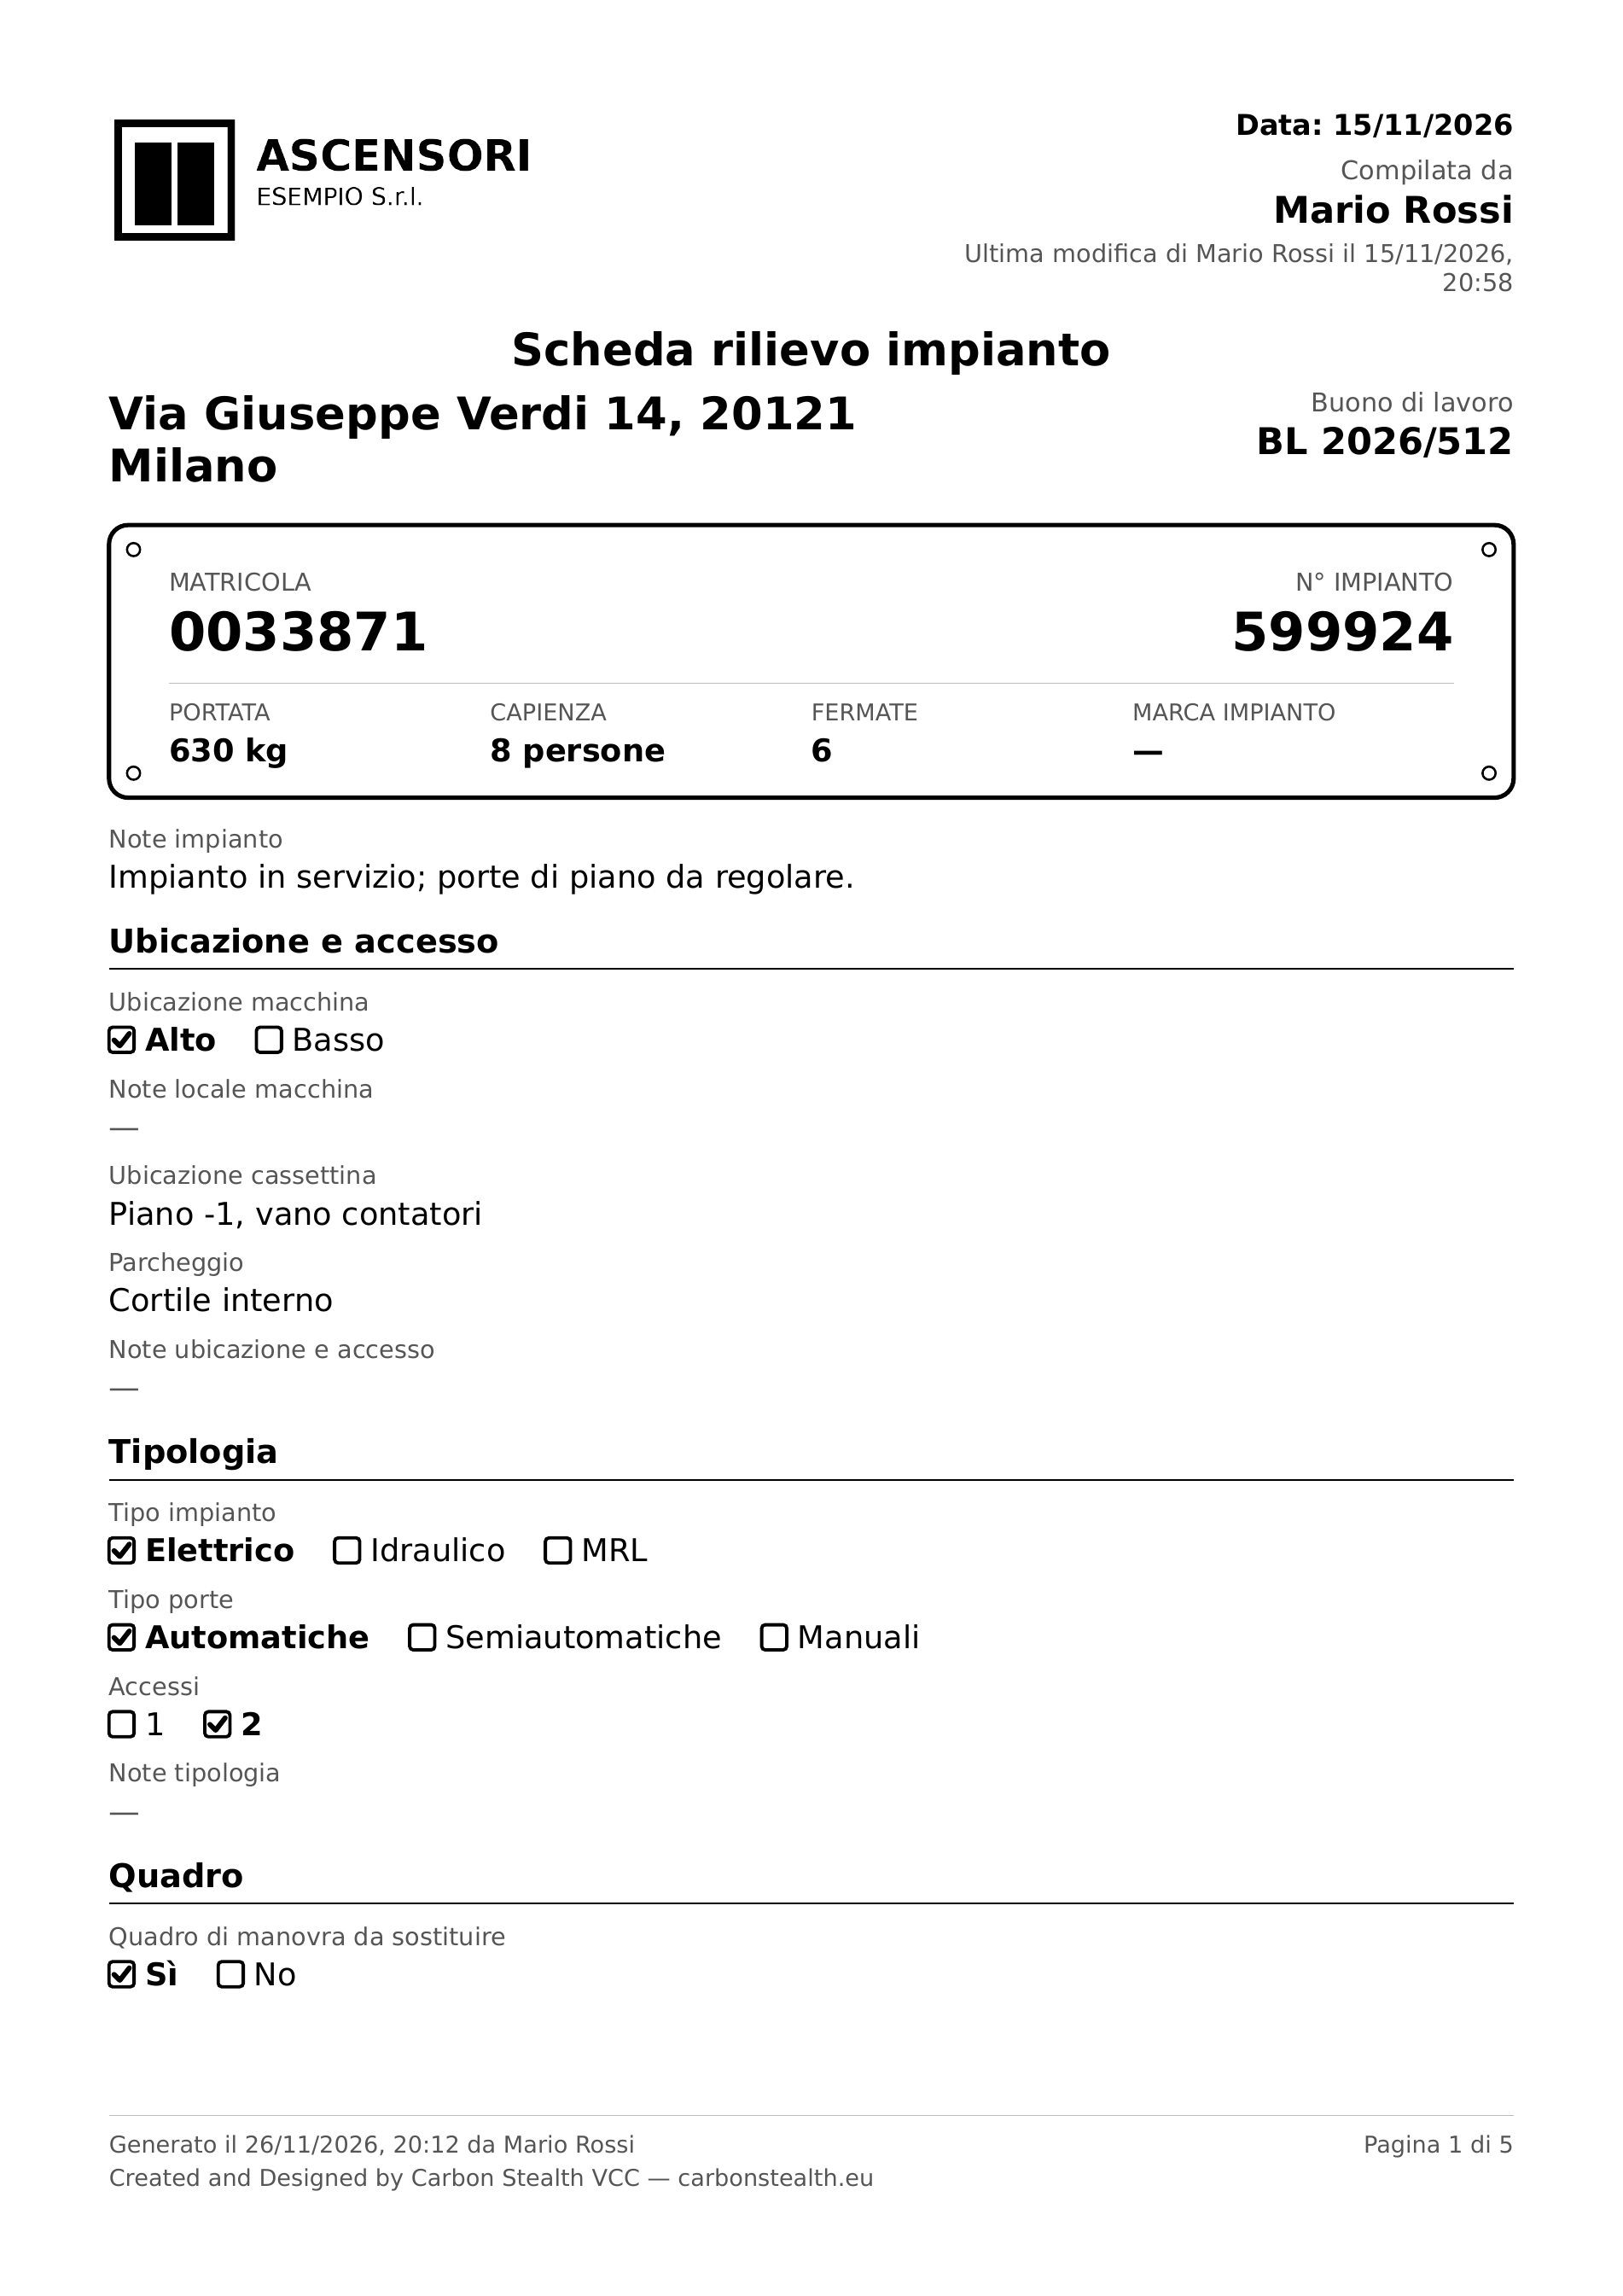 ASCENSORI
ESEMPIO S.r.l.
Data: 15/11/2026
Compilata da
Mario Rossi
Ultima modifica di Mario Rossi il 15/11/2026,
20:58
Scheda rilievo impianto
Via Giuseppe Verdi 14, 20121
Milano
Buono di lavoro
BL 2026/512
MATRICOLA
0033871
N° IMPIANTO
599924
PORTATA
630 kg
CAPIENZA
8 persone
FERMATE
6
MARCA IMPIANTO
—
Note impianto
Impianto in servizio; porte di piano da regolare.
Ubicazione e accesso
Ubicazione macchina
Alto Basso
Note locale macchina
—
Ubicazione cassettina
Piano -1, vano contatori
Parcheggio
Cortile interno
Note ubicazione e accesso
—
Tipologia
Tipo impianto
Elettrico Idraulico MRL
Tipo porte
Automatiche Semiautomatiche Manuali
Accessi
1 2
Note tipologia
—
Quadro
Quadro di manovra da sostituire
Sì No
Generato il 26/11/2026, 20:12 da Mario Rossi
Pagina 1 di 5
Created and Designed by Carbon Stealth VCC — carbonstealth.eu